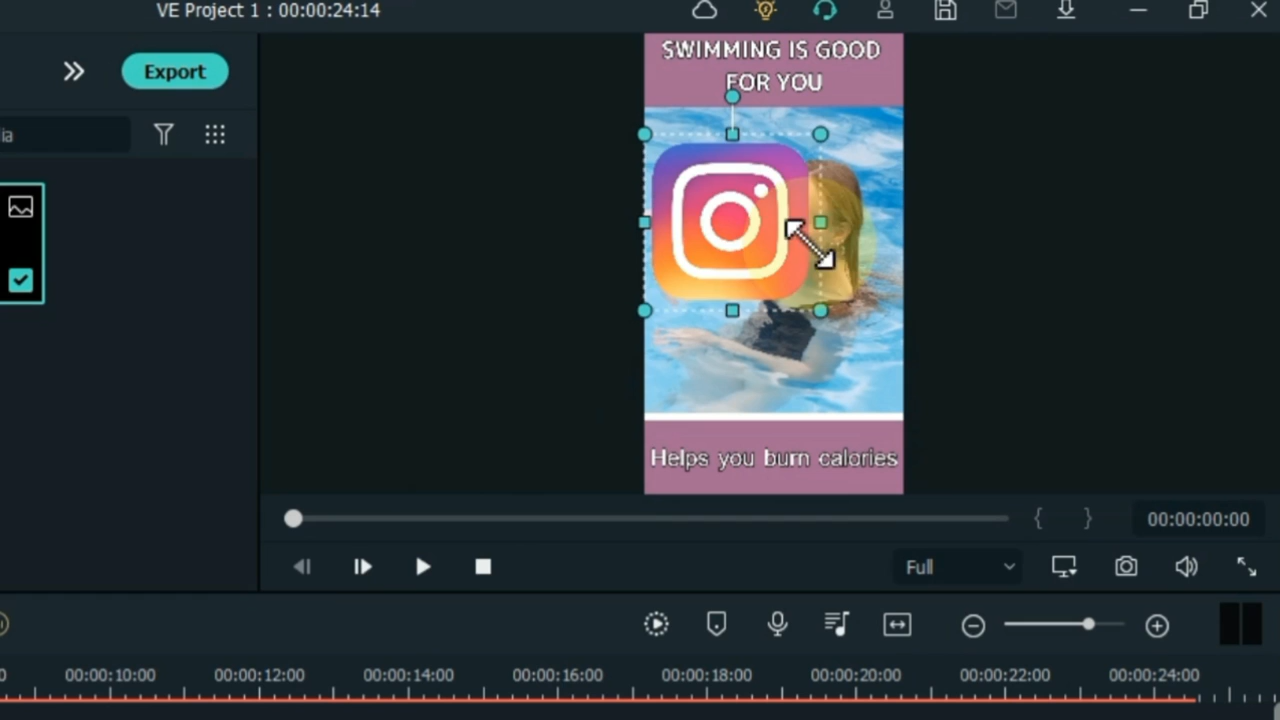 VE Project 1 : 00:00:24:14
Export
ia
SWIMMING IS GOOD
FOR YOU
Helps you burn calories
{ }
00:00:00:00
Full
0
00:00:10:00
00:00:12:00
00:00:14:00
00:00:16:00
00:00:18:00
00:00:20:00
00:00:22:00
00:00:24:00